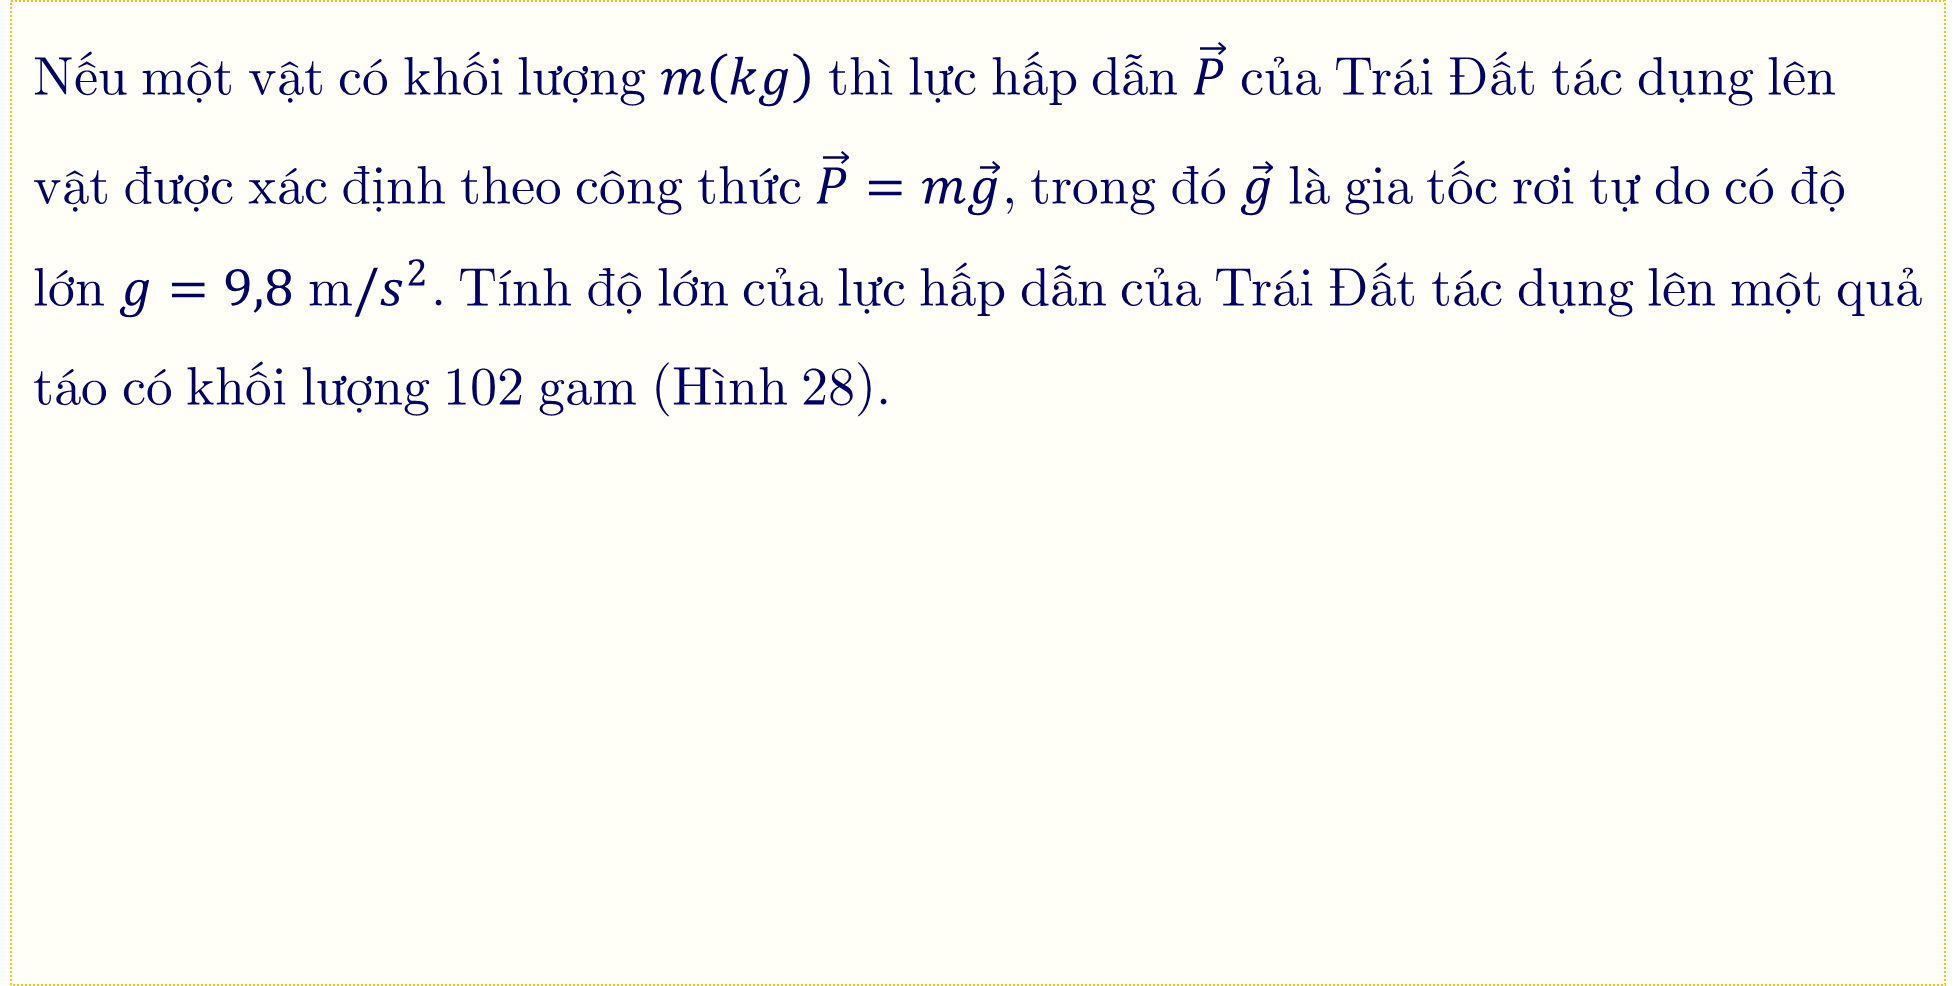 Nếu một vật có khối lượng m(kg) thì lực hấp dẫn P⃗ của Trái Đất tác dụng lên
vật được xác định theo công thức P⃗ = mg⃗, trong đó g⃗ là gia tốc rơi tự do có độ
lớn g = 9,8 m/s². Tính độ lớn của lực hấp dẫn của Trái Đất tác dụng lên một quả
táo có khối lượng 102 gam (Hình 28).